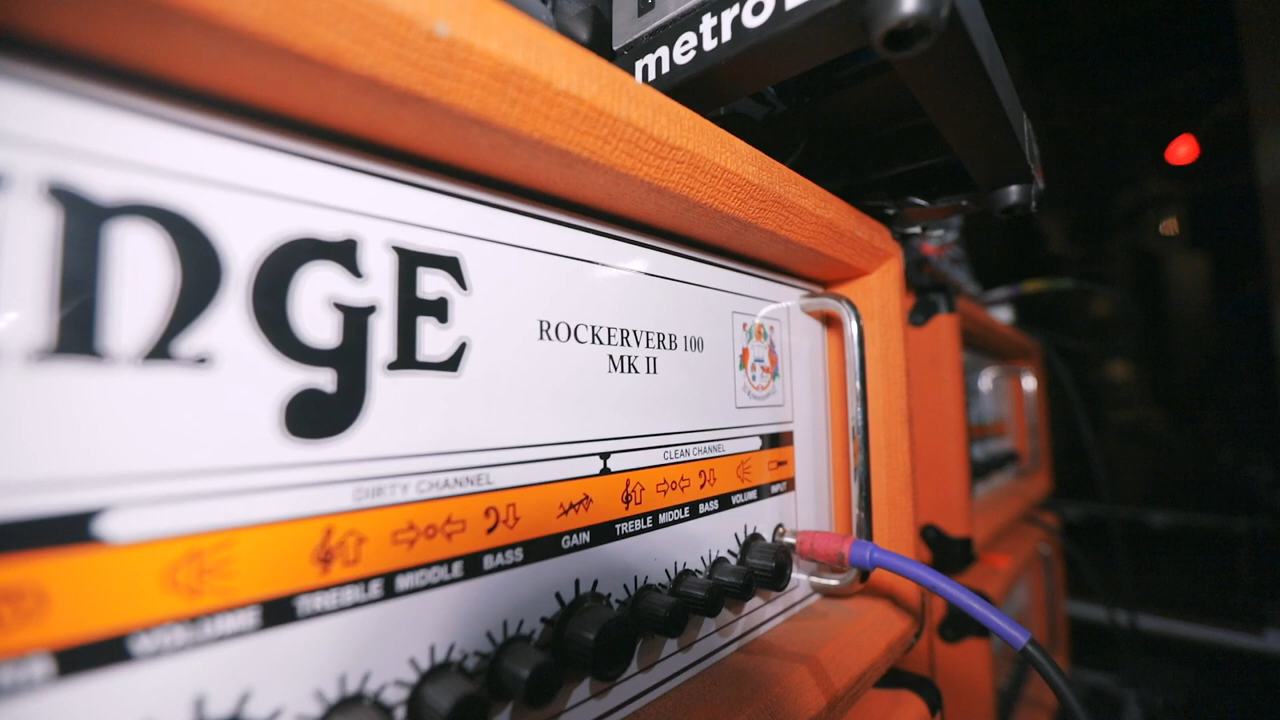 metro
NGE
ROCKERVERB 100
MK II
CLEAN CHANNEL
DIRTY CHANNEL
VOLUME TREBLE MIDDLE BASS GAIN TREBLE MIDDLE BASS VOLUME INPUT